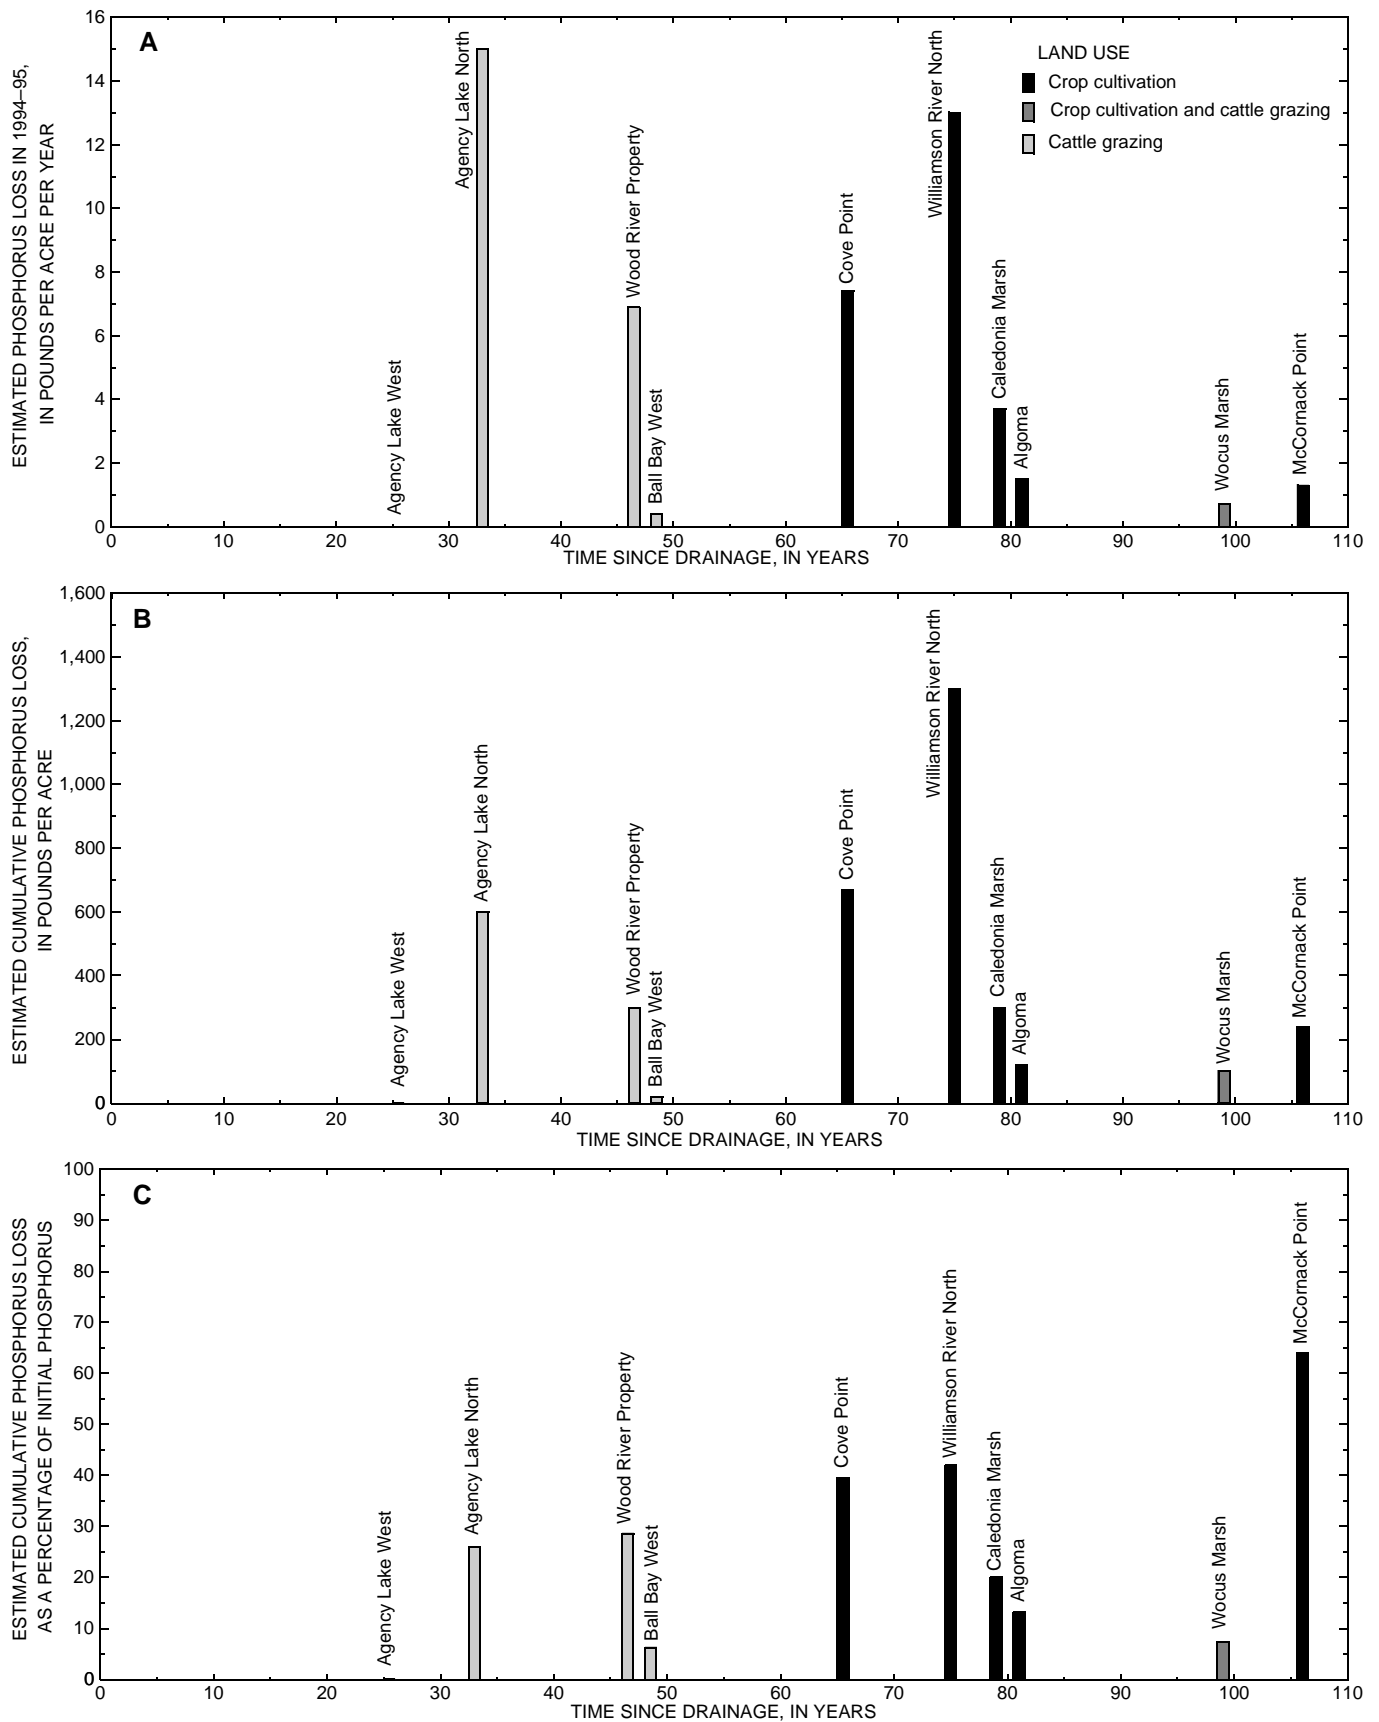 A
ESTIMATED PHOSPHORUS LOSS IN 1994–95,
IN POUNDS PER ACRE PER YEAR
16
14
12
10
8
6
4
2
0
Agency Lake West
Agency Lake North
Wood River Property
Ball Bay West
Cove Point
Williamson River North
Caledonia Marsh
Algoma
Wocus Marsh
McCornack Point
LAND USE
Crop cultivation
Crop cultivation and cattle grazing
Cattle grazing
0 10 20 30 40 50 60 70 80 90 100 110
TIME SINCE DRAINAGE, IN YEARS
B
ESTIMATED CUMULATIVE PHOSPHORUS LOSS,
IN POUNDS PER ACRE
1,600
1,400
1,200
1,000
800
600
400
200
0
Agency Lake West
Agency Lake North
Wood River Property
Ball Bay West
Cove Point
Williamson River North
Caledonia Marsh
Algoma
Wocus Marsh
McCornack Point
0 10 20 30 40 50 60 70 80 90 100 110
TIME SINCE DRAINAGE, IN YEARS
C
ESTIMATED CUMULATIVE PHOSPHORUS LOSS
AS A PERCENTAGE OF INITIAL PHOSPHORUS
100
90
80
70
60
50
40
30
20
10
0
Agency Lake West
Agency Lake North
Wood River Property
Ball Bay West
Cove Point
Williamson River North
Caledonia Marsh
Algoma
Wocus Marsh
McCornack Point
0 10 20 30 40 50 60 70 80 90 100 110
TIME SINCE DRAINAGE, IN YEARS